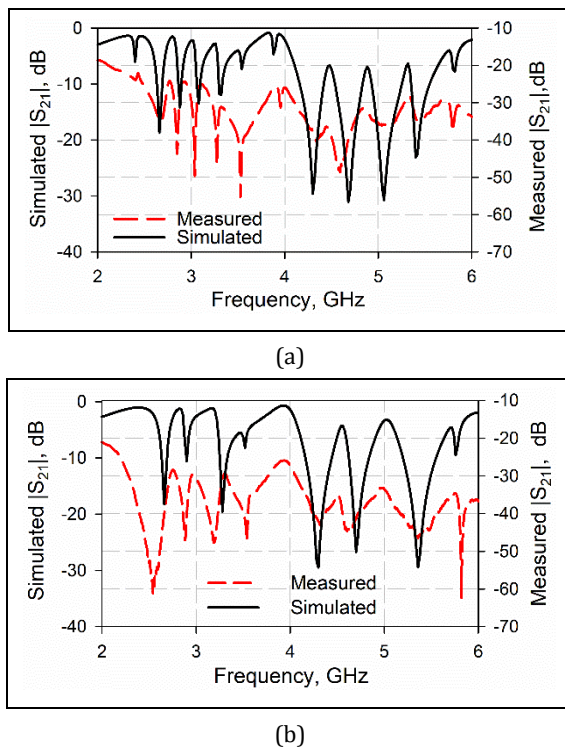 0
-10
-20
-30
-40
Simulated |S21|, dB
-10
-20
-30
-40
-50
-60
-70
Measured |S21|,dB
Measured
Simulated
2 3 4 5 6
Frequency, GHz
(a)
0
-10
-20
-30
-40
Simulated |S21|, dB
-10
-20
-30
-40
-50
-60
-70
Measured |S21|, dB
Measured
Simulated
2 3 4 5 6
Frequency, GHz
(b)